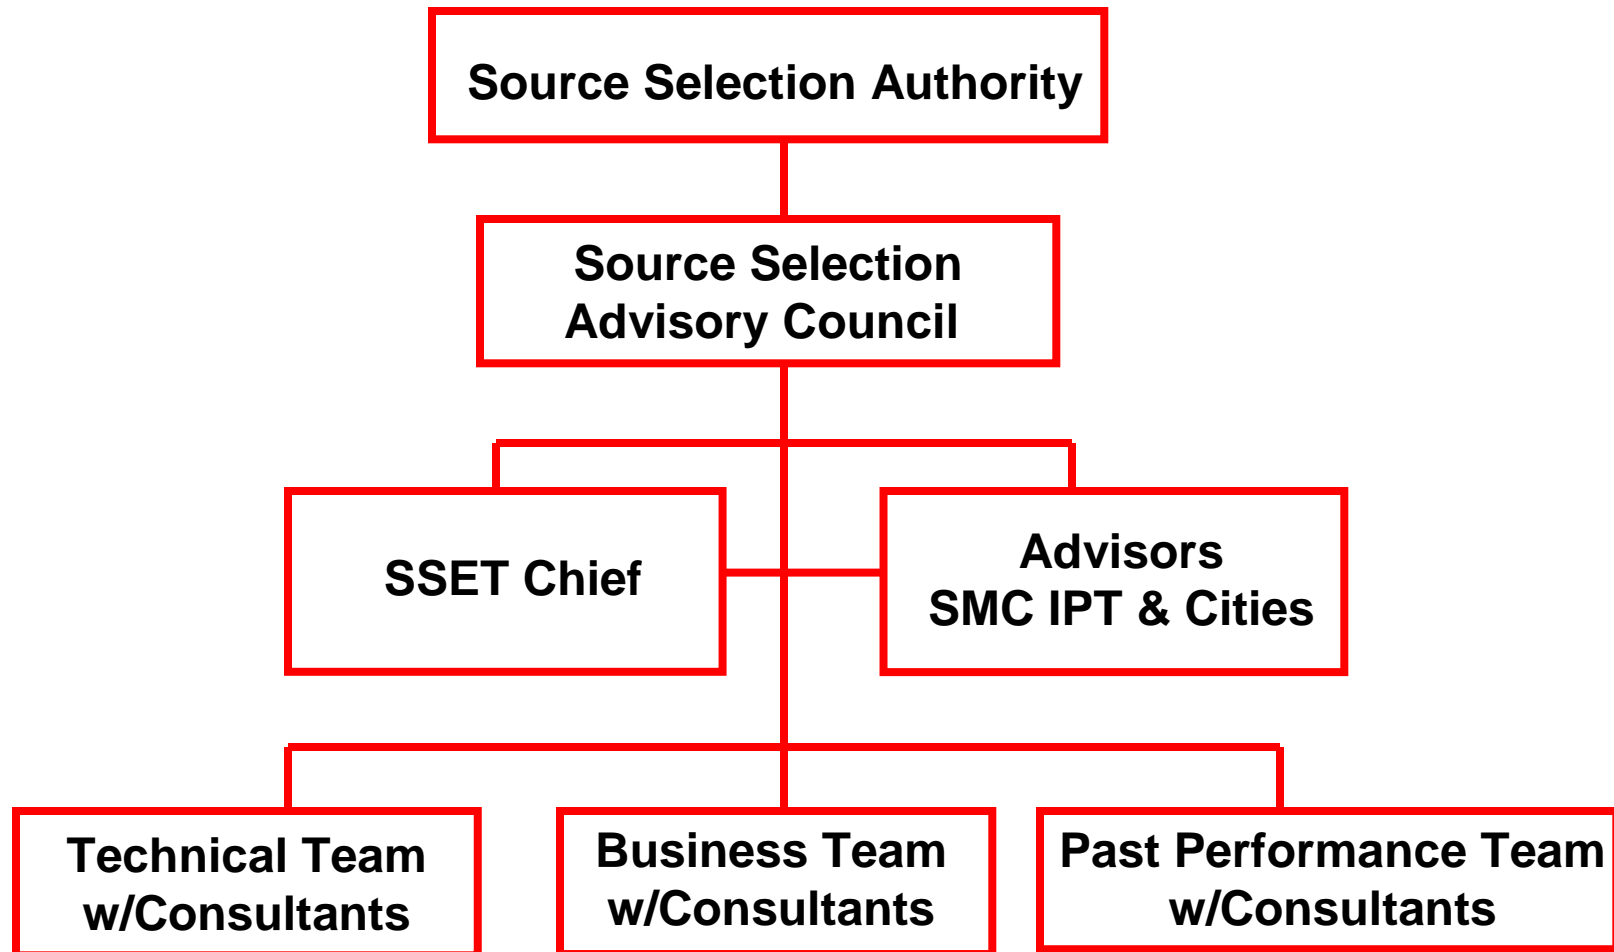 Source Selection Authority
Source Selection
Advisory Council
SSET Chief
Advisors
SMC IPT & Cities
Technical Team
w/Consultants
Business Team
w/Consultants
Past Performance Team
w/Consultants